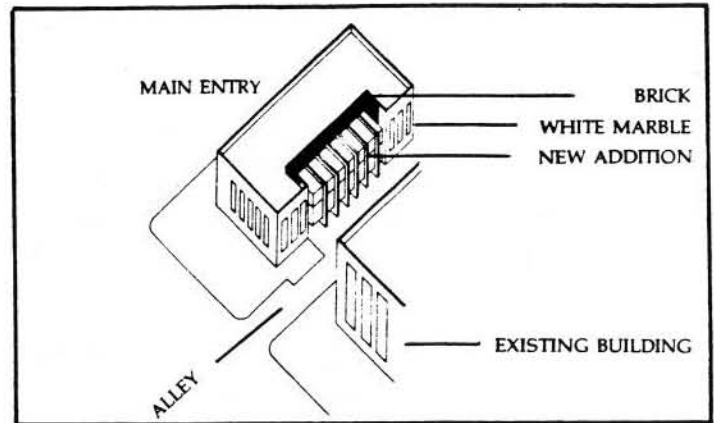 MAIN ENTRY
BRICK
WHITE MARBLE
NEW ADDITION
EXISTING BUILDING
ALLEY